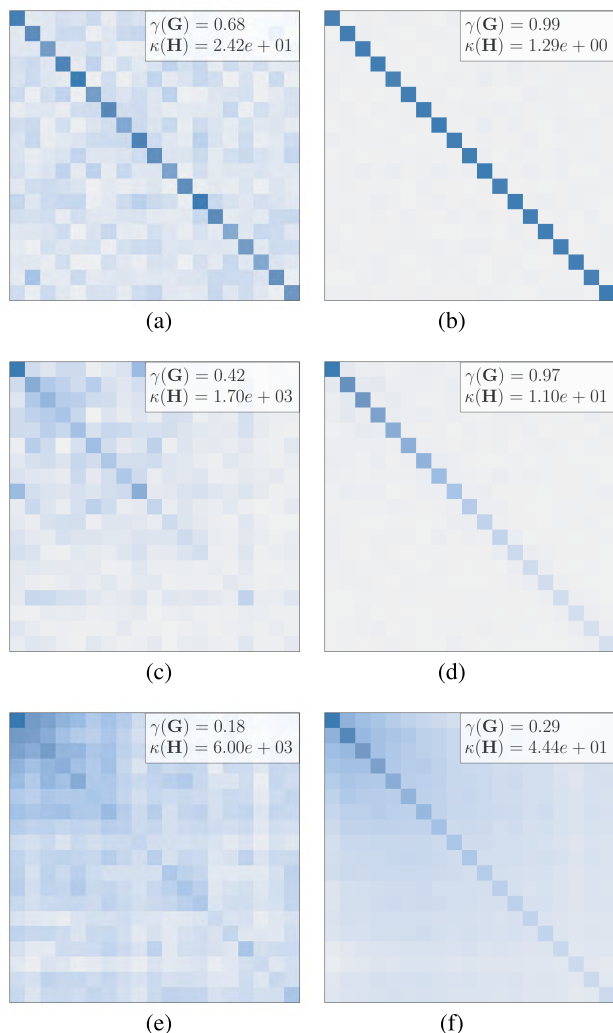 γ(G) = 0.68
κ(H) = 2.42e + 01
γ(G) = 0.99
κ(H) = 1.29e + 00
(a)
(b)
γ(G) = 0.42
κ(H) = 1.70e + 03
γ(G) = 0.97
κ(H) = 1.10e + 01
(c)
(d)
γ(G) = 0.18
κ(H) = 6.00e + 03
γ(G) = 0.29
κ(H) = 4.44e + 01
(e)
(f)